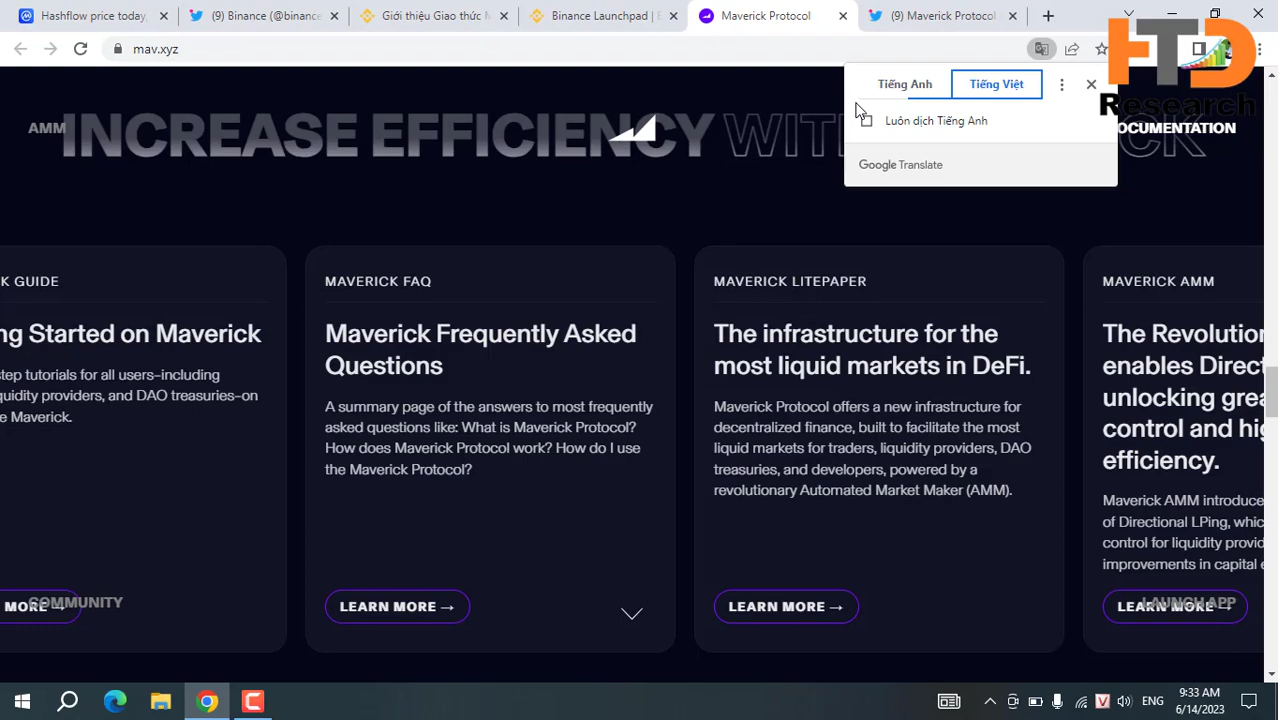 Hashflow price today,
(9) Binance (@binance
Giới thiệu Giao thức M
Binance Launchpad | E
Maverick Protocol
(9) Maverick Protocol
mav.xyz
HTD
Research
DOCUMENTATION
Tiếng Anh
Tiếng Việt
Luôn dịch Tiếng Anh
Google Translate
AMM
INCREASE EFFICIENCY WITH
CK
K GUIDE
ng Started on Maverick
step tutorials for all users–including
quidity providers, and DAO treasuries–on
e Maverick.
MORE →
COMMUNITY
MAVERICK FAQ
Maverick Frequently Asked
Questions
A summary page of the answers to most frequently
asked questions like: What is Maverick Protocol?
How does Maverick Protocol work? How do I use
the Maverick Protocol?
LEARN MORE →
MAVERICK LITEPAPER
The infrastructure for the
most liquid markets in DeFi.
Maverick Protocol offers a new infrastructure for
decentralized finance, built to facilitate the most
liquid markets for traders, liquidity providers, DAO
treasuries, and developers, powered by a
revolutionary Automated Market Maker (AMM).
LEARN MORE →
MAVERICK AMM
The Revolution
enables Direct
unlocking grea
control and hig
efficiency.
Maverick AMM introduce
of Directional LPing, whic
control for liquidity provid
improvements in capital e
LEARN MORE →
LAUNCH APP
ENG
9:33 AM
6/14/2023